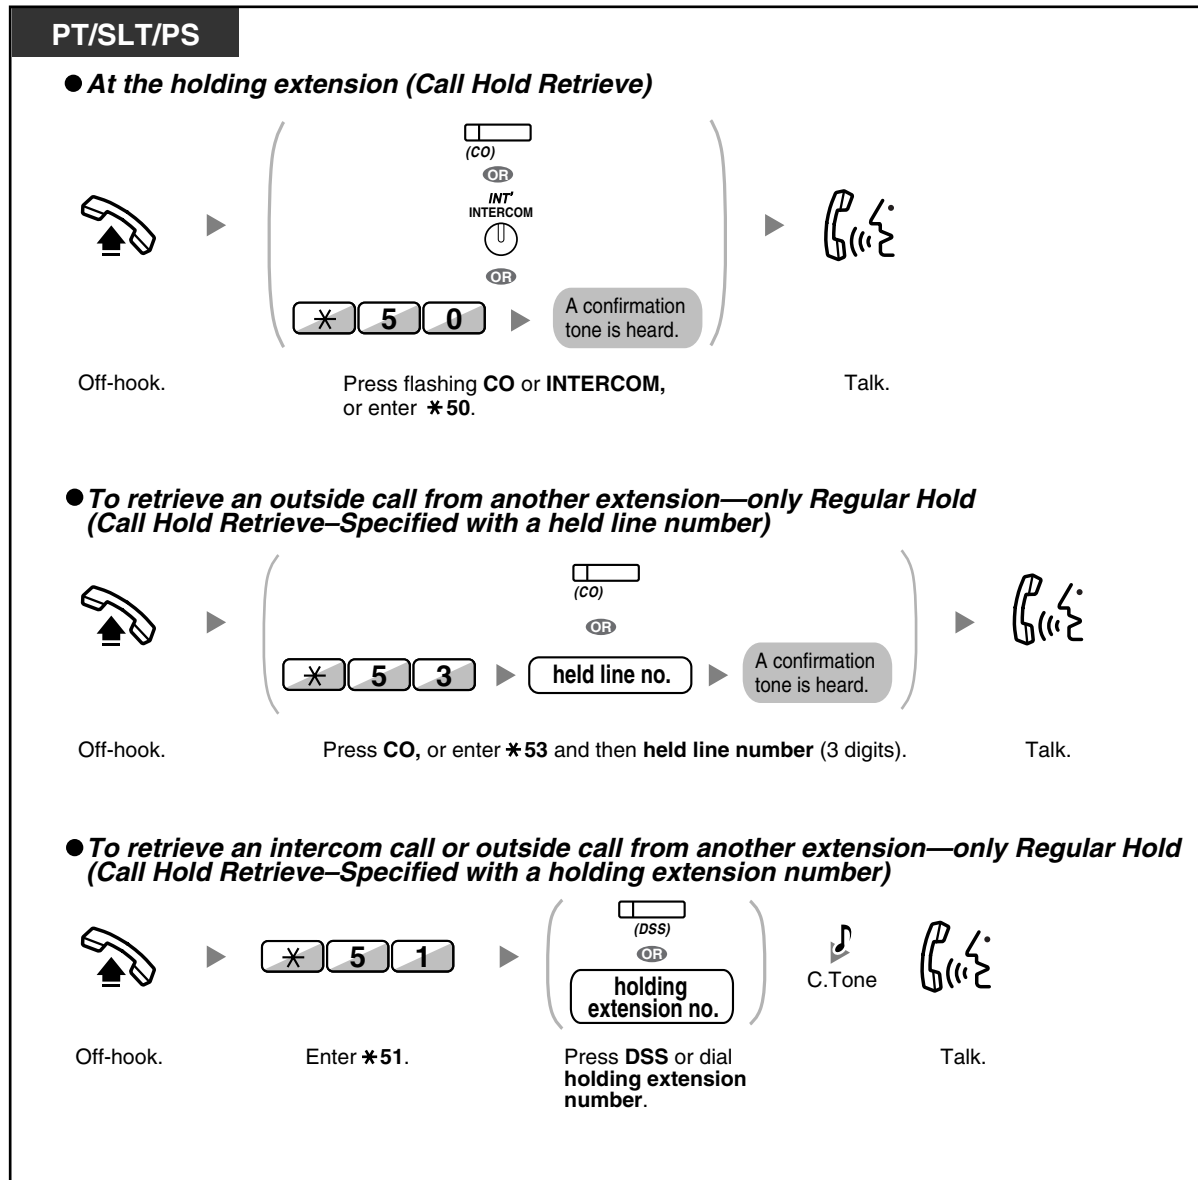 PT/SLT/PS
● At the holding extension (Call Hold Retrieve)
(CO)
OR
INT'
INTERCOM
OR
* 5 0
A confirmation
tone is heard.
Off-hook.
Press flashing CO or INTERCOM,
or enter *50.
Talk.
● To retrieve an outside call from another extension—only Regular Hold
(Call Hold Retrieve–Specified with a held line number)
(CO)
OR
* 5 3
held line no.
A confirmation
tone is heard.
Off-hook.
Press CO, or enter *53 and then held line number (3 digits).
Talk.
● To retrieve an intercom call or outside call from another extension—only Regular Hold
(Call Hold Retrieve–Specified with a holding extension number)
* 5 1
(DSS)
OR
holding
extension no.
C.Tone
Off-hook.
Enter *51.
Press DSS or dial
holding extension
number.
Talk.